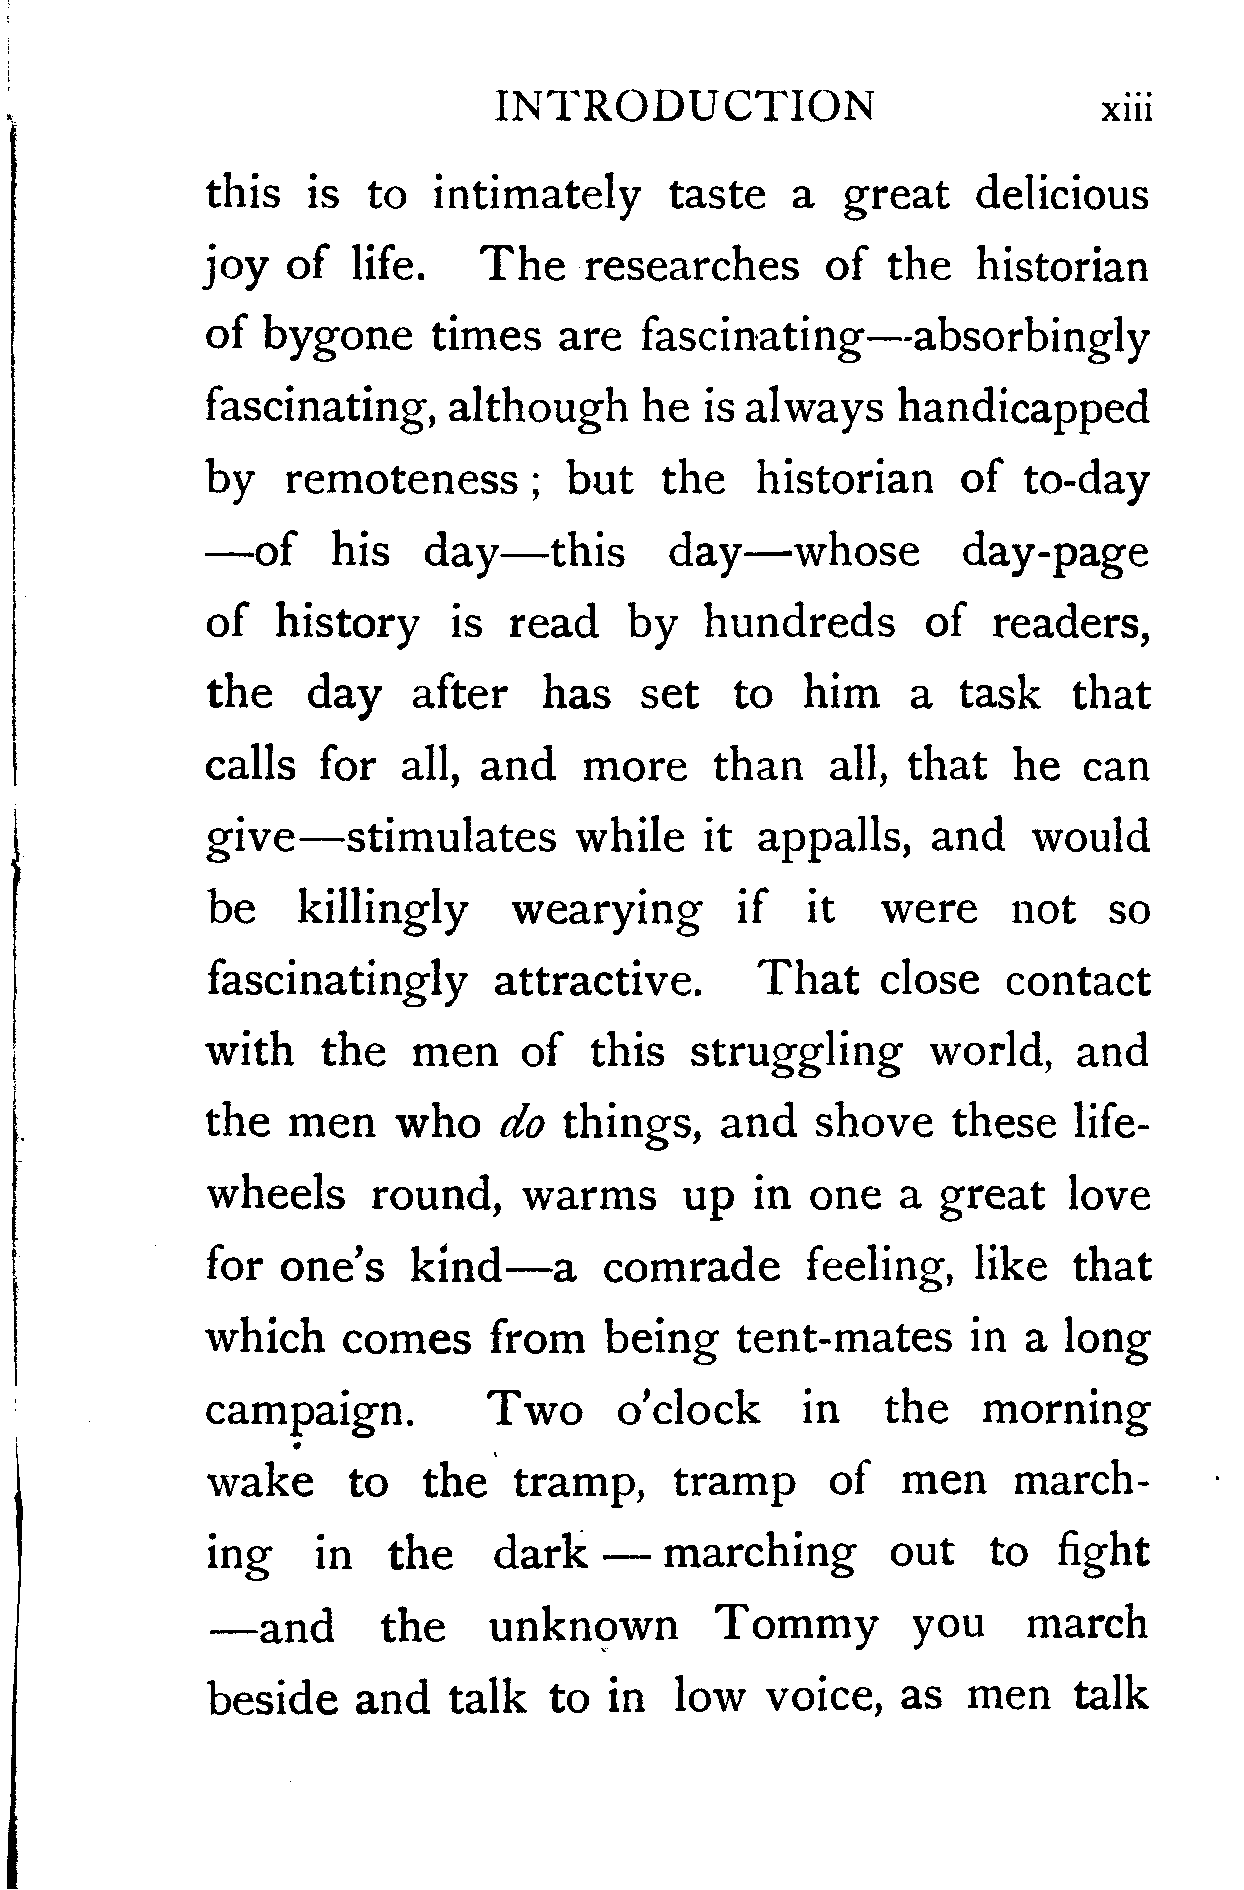 INTRODUCTION xiii
this is to intimately taste a great delicious
joy of life. The researches of the historian
of bygone times are fascinating—absorbingly
fascinating, although he is always handicapped
by remoteness ; but the historian of to-day
—of his day—this day—whose day-page
of history is read by hundreds of readers,
the day after has set to him a task that
calls for all, and more than all, that he can
give—stimulates while it appalls, and would
be killingly wearying if it were not so
fascinatingly attractive. That close contact
with the men of this struggling world, and
the men who do things, and shove these life-
wheels round, warms up in one a great love
for one's kind—a comrade feeling, like that
which comes from being tent-mates in a long
campaign. Two o'clock in the morning
wake to the tramp, tramp of men march-
ing in the dark — marching out to fight
—and the unknown Tommy you march
beside and talk to in low voice, as men talk